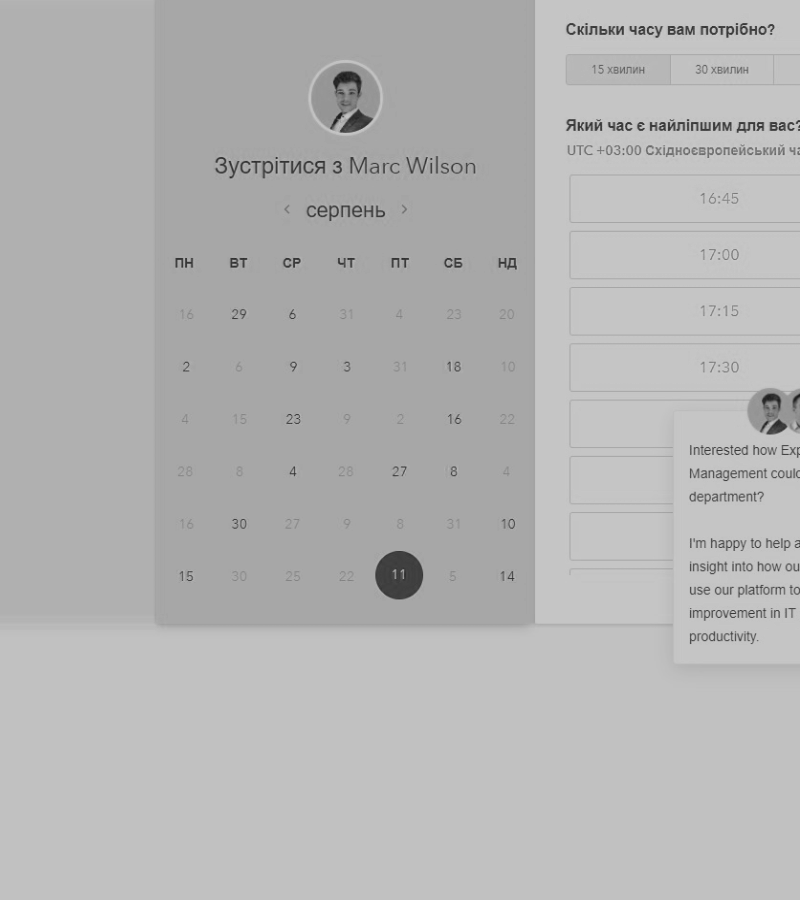 Зустрітися з Marc Wilson
серпень
ПН ВТ СР ЧТ ПТ СБ НД
16 29 6 31 4 23 20
2 6 9 3 31 18 10
4 15 23 9 2 16 22
28 8 4 28 27 8 4
16 30 27 9 8 31 10
15 30 25 22 11 5 14
Скільки часу вам потрібно?
15 хвилин 30 хвилин
Який час є найліпшим для вас?
UTC +03:00 Східноєвропейський
16:45
17:00
17:15
17:30
Interested how
Management
department?
I'm happy to help
insight into how
use our platform to
improvement in IT
productivity.